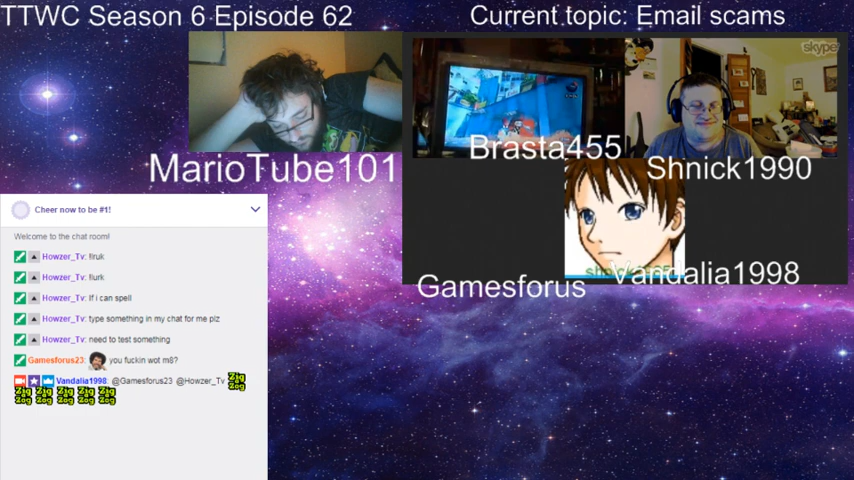 TTWC Season 6 Episode 62
Current topic: Email scams
skype
Brasta455
MarioTube101
Shnick1990
Vandalia1998
Gamesforus
Cheer now to be #1!
Welcome to the chat room!
Howzer_Tv: !lruk
Howzer_Tv: !lurk
Howzer_Tv: If i can spell
Howzer_Tv: type something in my chat for me plz
Howzer_Tv: need to test something
Gamesforus23: you fuckin wot m8?
Vandalia1998: @Gamesforus23 @Howzer_Tv Zig Zag
Zig Zag Zig Zag Zig Zag Zig Zag Zig Zag